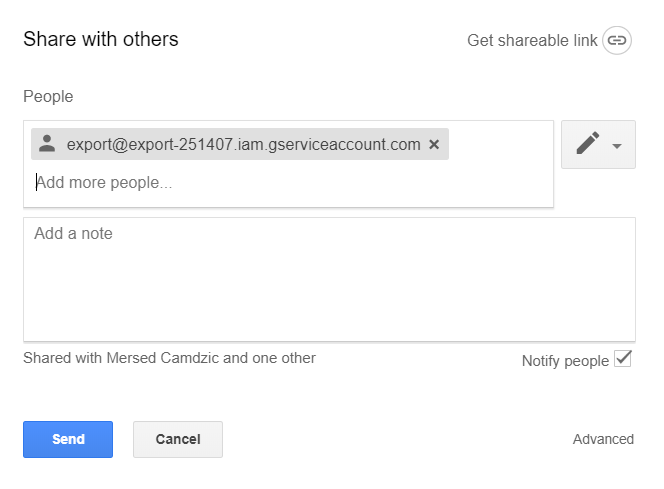 Share with others
Get shareable link
People
export@export-251407.iam.gserviceaccount.com
Add more people...
Add a note
Shared with Mersed Camdzic and one other
Notify people
Send
Cancel
Advanced